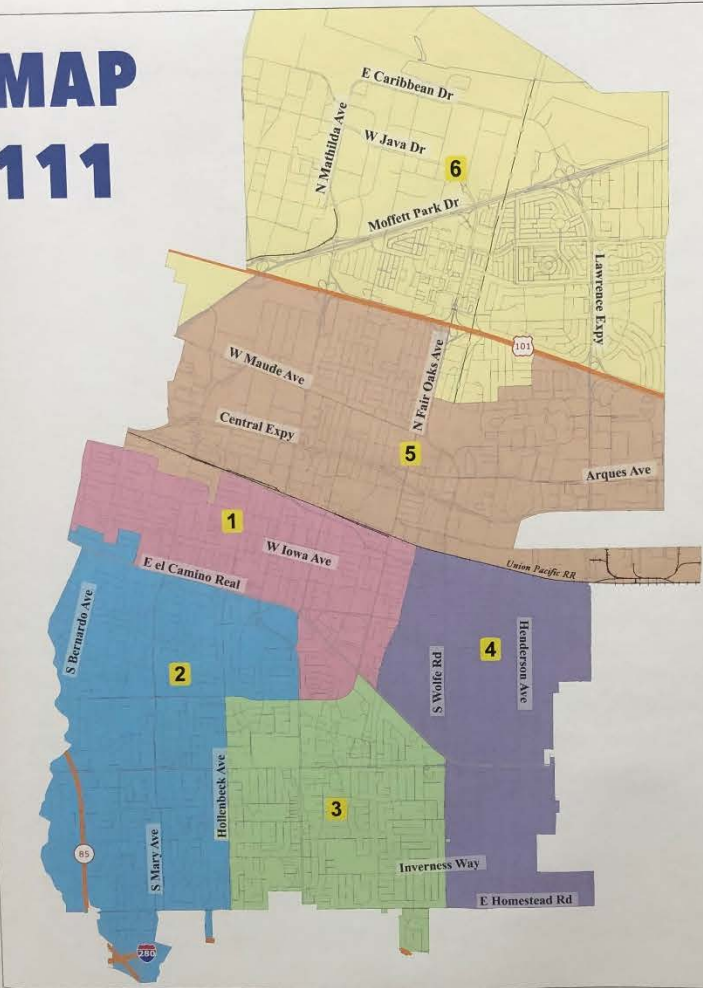 MAP
111
E Caribbean Dr
N Mathilda Ave
W Java Dr
6
Moffett Park Dr
Lawrence Expy
101
W Maude Ave
N Fair Oaks Ave
Central Expy
5
Arques Ave
1
W Iowa Ave
E el Camino Real
Union Pacific RR
S Bernardo Ave
2
4
S Wolfe Rd
Henderson Ave
Hollenbeck Ave
3
85
S Mary Ave
Inverness Way
E Homestead Rd
280